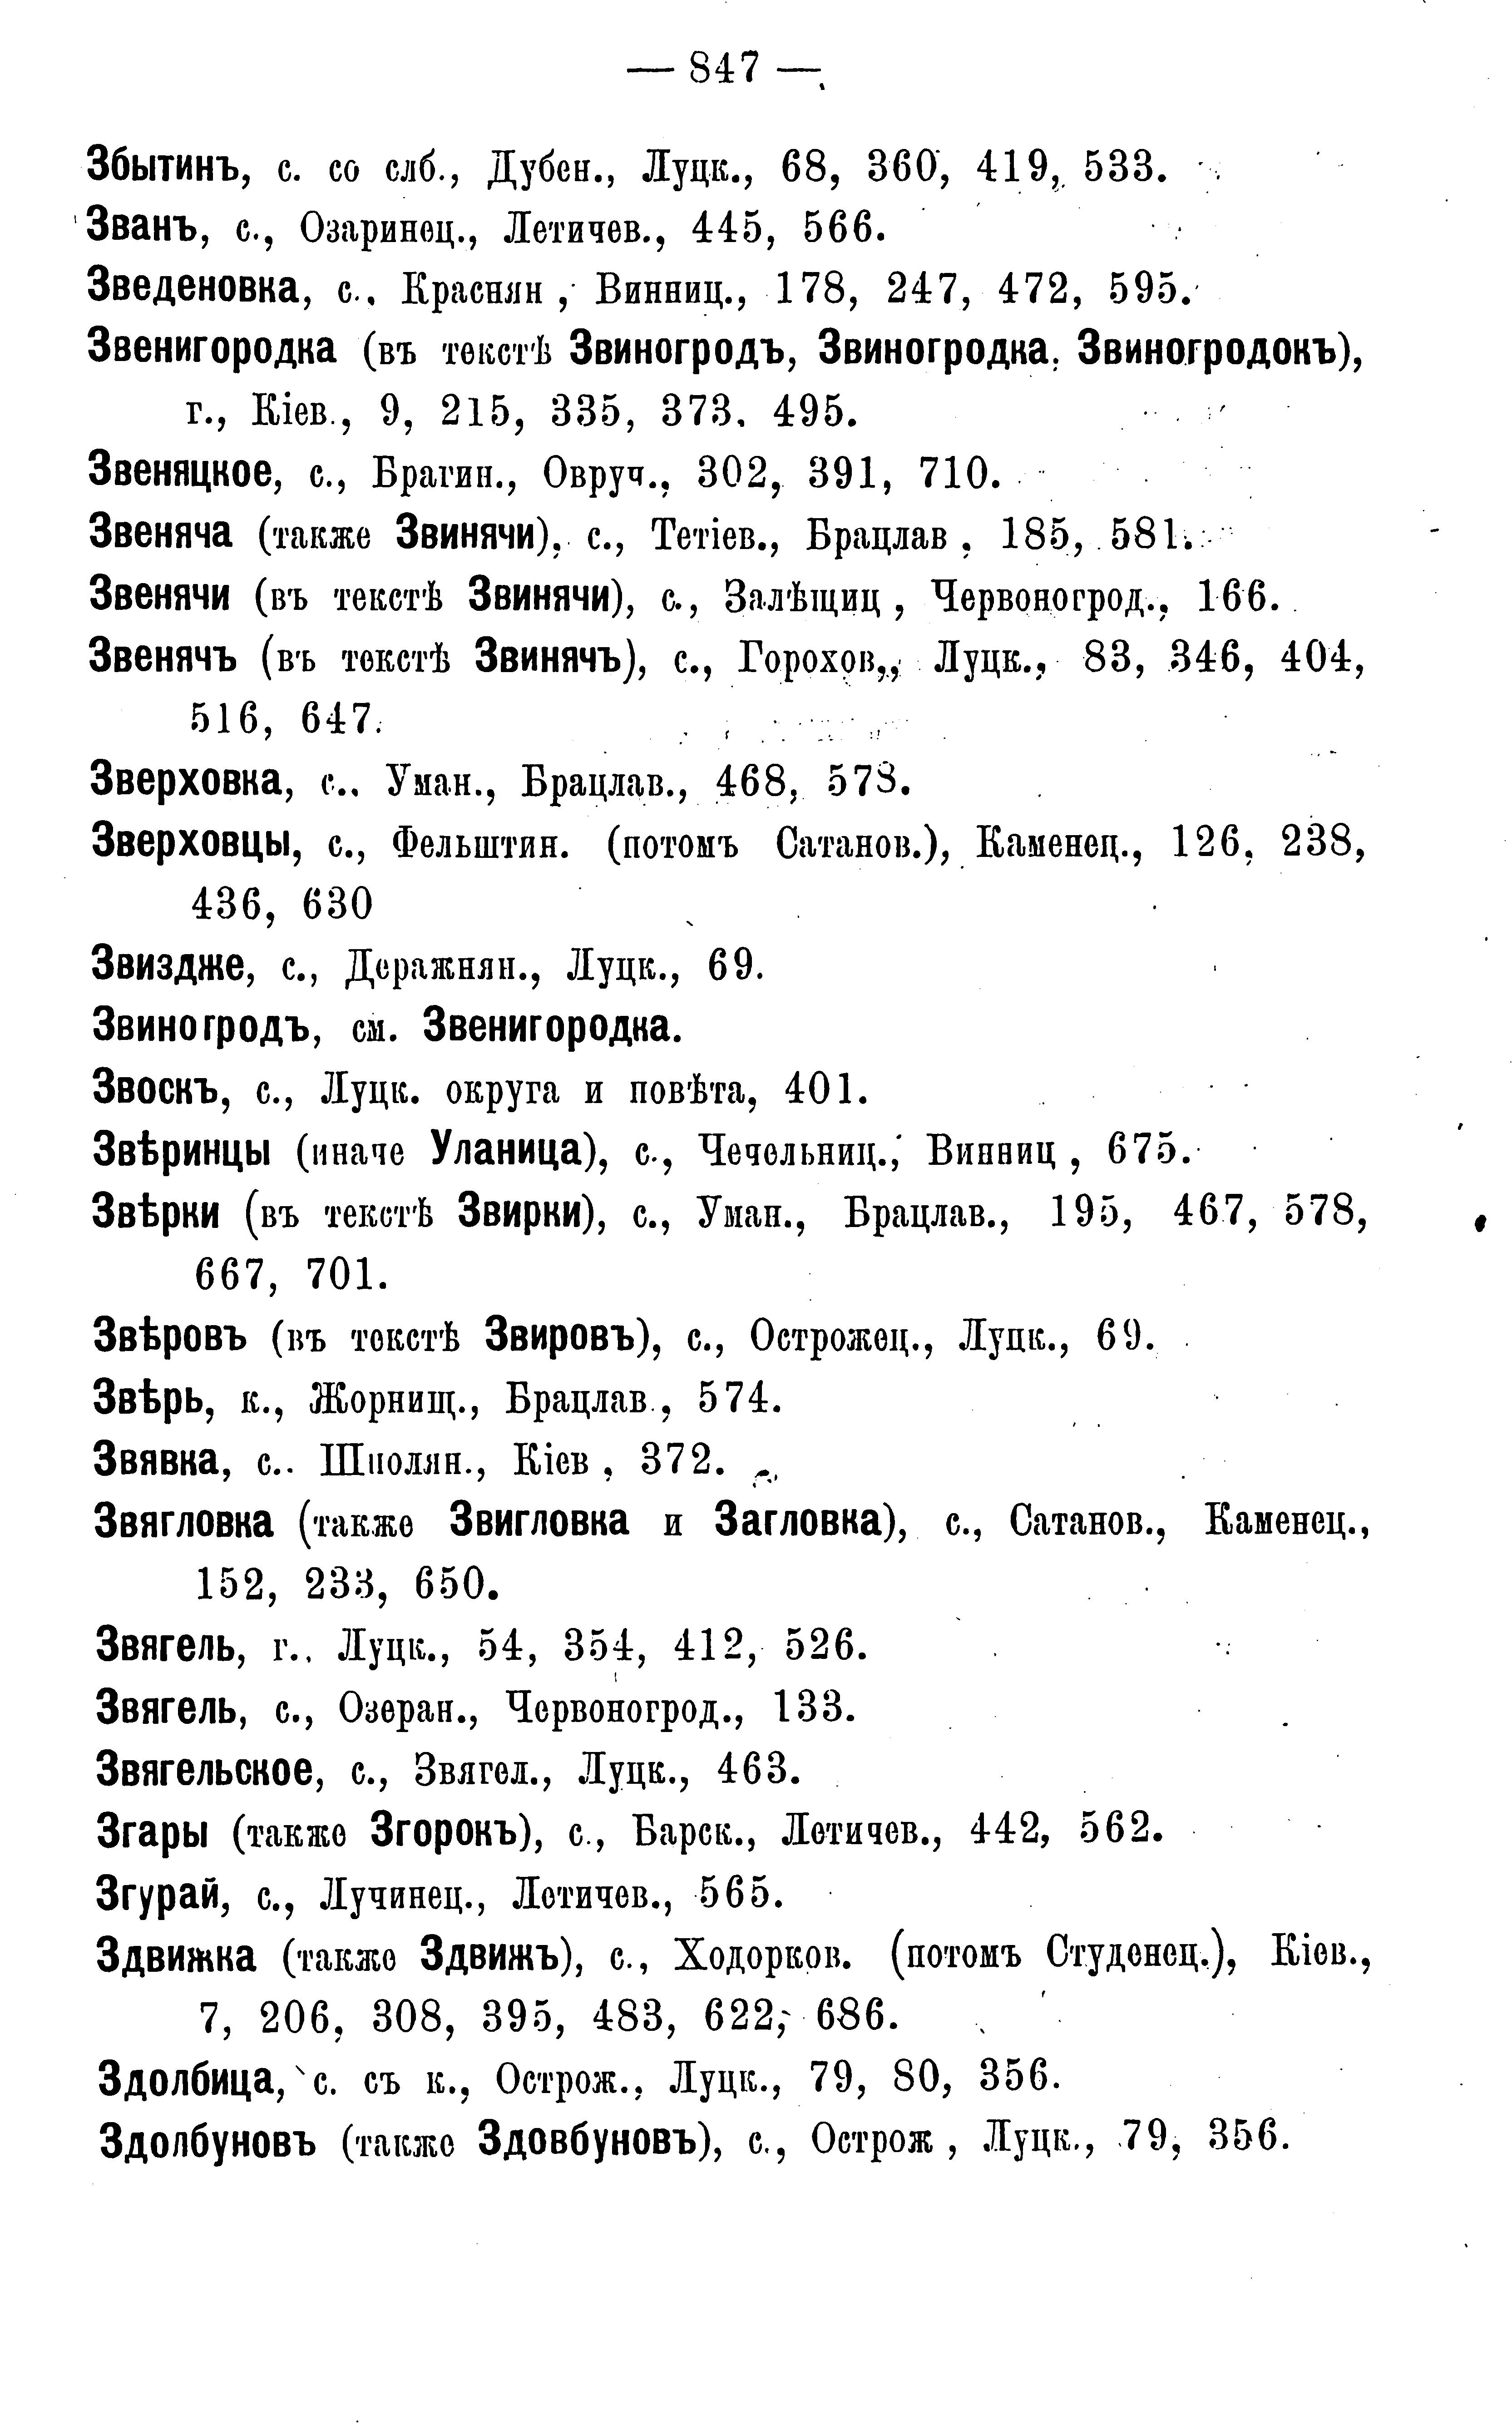 — 847 —
Збытинъ, с. со слб., Дубен., Луцк., 68, 360, 419, 533.
Званъ, с., Озаринец., Летичев., 445, 566.
Зведеновка, с., Краснян , Винниц., 178, 247, 472, 595.
Звенигородка (въ текстѣ Звиногродъ, Звиногродка, Звиногродокъ),
г., Кіев., 9, 215, 335, 373, 495.
Звеняцкое, с., Брагин., Овруч., 302, 391, 710.
Звеняча (также Звинячи), с., Тетіев., Брацлав , 185, 581.
Звенячи (въ текстѣ Звинячи), с., Залѣщиц , Червоногрод., 166.
Звенячъ (въ текстѣ Звинячъ), с., Горохов., Луцк., 83, 346, 404,
516, 647.
Зверховка, с., Уман., Брацлав., 468, 578.
Зверховцы, с., Фельштин. (потомъ Сатанов.), Каменец., 126, 238,
436, 630
Звиздже, с., Деражнян., Луцк., 69.
Звиногродъ, см. Звенигородка.
Звоскъ, с., Луцк. округа и повѣта, 401.
Звѣринцы (иначе Уланица), с., Чечельниц., Винниц , 675.
Звѣрки (въ текстѣ Звирки), с., Уман., Брацлав., 195, 467, 578,
667, 701.
Звѣровъ (въ текстѣ Звировъ), с., Острожец., Луцк., 69.
Звѣрь, к., Жорнищ., Брацлав., 574.
Звявка, с.. Шполян., Кіев , 372.
Звягловка (также Звигловка и Загловка), с., Сатанов., Каменец.,
152, 233, 650.
Звягель, г., Луцк., 54, 354, 412, 526.
Звягель, с., Озеран., Червоногрод., 133.
Звягельское, с., Звягел., Луцк., 463.
Згары (также Згорокъ), с., Барск., Летичев., 442, 562.
Згурай, с., Лучинец., Летичев., 565.
Здвижка (также Здвижъ), с., Ходорков. (потомъ Студенец.), Кіев.,
7, 206, 308, 395, 483, 622, 686.
Здолбица, с. съ к., Острож., Луцк., 79, 80, 356.
Здолбуновъ (также Здовбуновъ), с., Острож , Луцк., 79, 356.